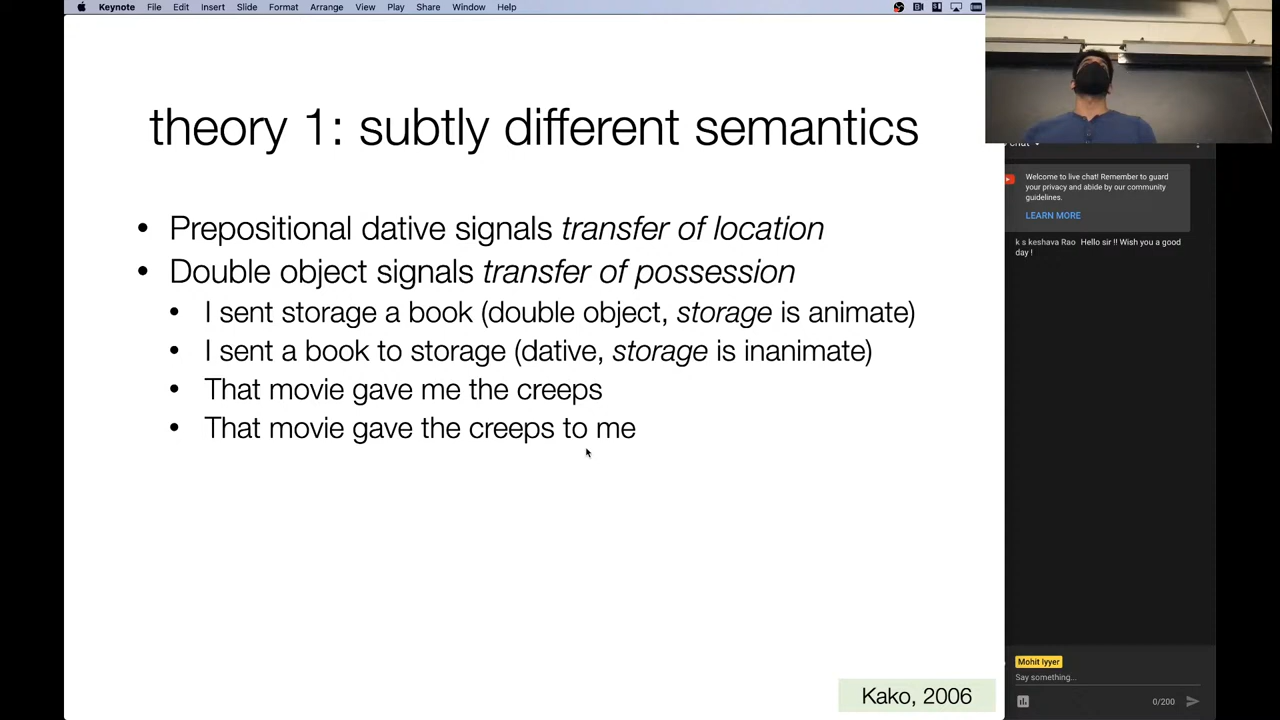 Keynote File Edit Insert Slide Format Arrange View Play Share Window Help
theory 1: subtly different semantics
• Prepositional dative signals transfer of location
• Double object signals transfer of possession
• I sent storage a book (double object, storage is animate)
• I sent a book to storage (dative, storage is inanimate)
• That movie gave me the creeps
• That movie gave the creeps to me
Kako, 2006
chat
Welcome to live chat! Remember to guard
your privacy and abide by our community
guidelines.
LEARN MORE
k s keshava Rao Hello sir !! Wish you a good
day !
Mohit Iyyer
Say something...
0/200